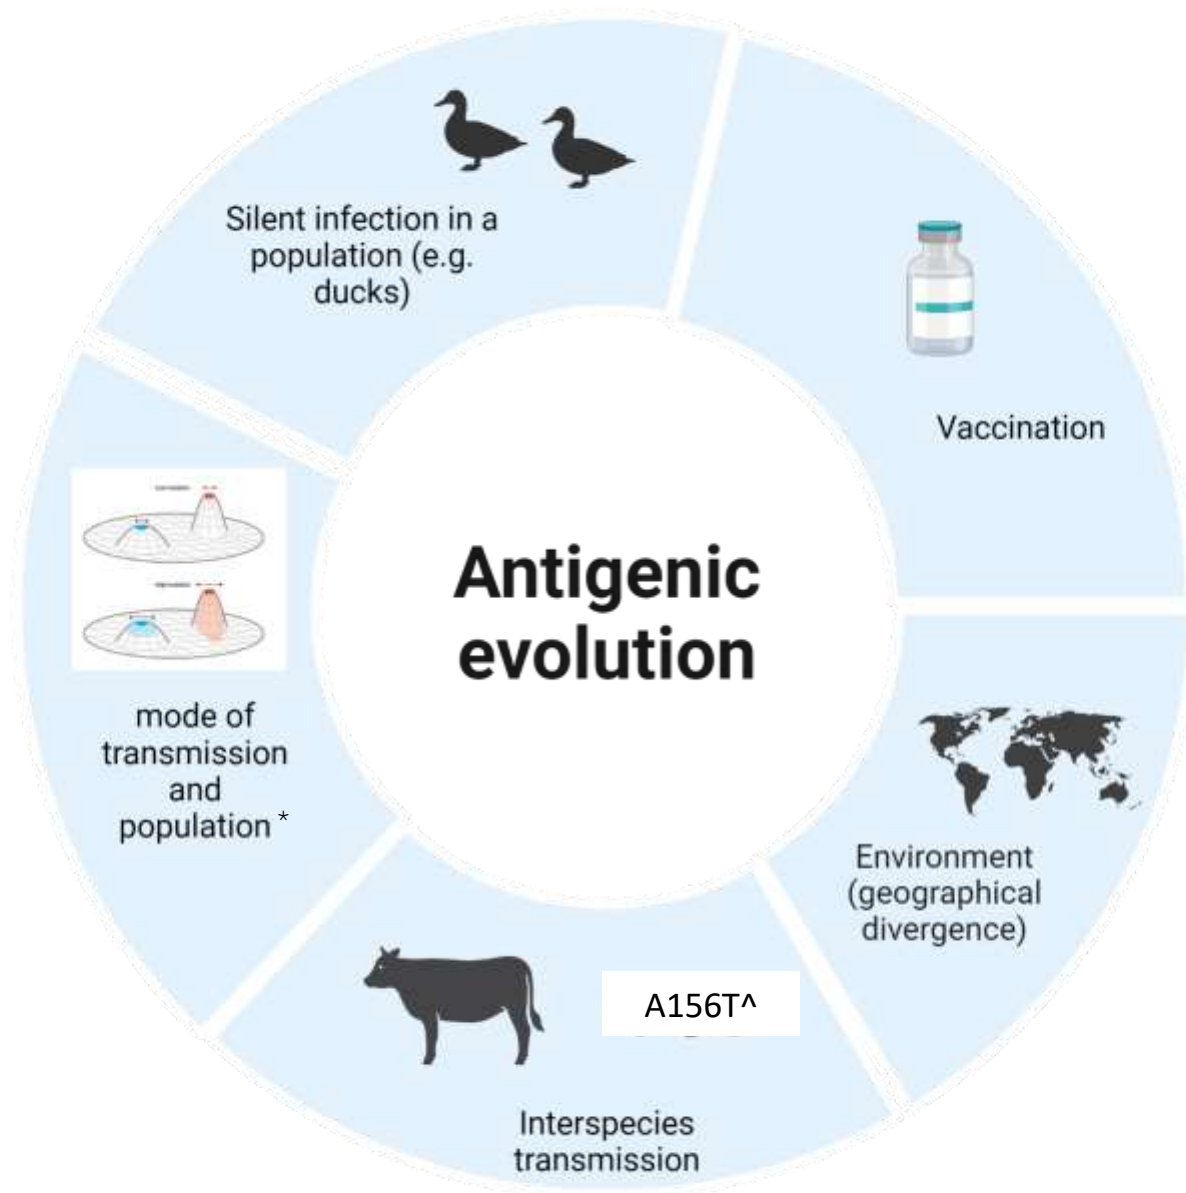 Silent infection in a
population (e.g.
ducks)
Vaccination
Antigenic
evolution
mode of
transmission
and
population *
Environment
(geographical
divergence)
A156T^
Interspecies
transmission